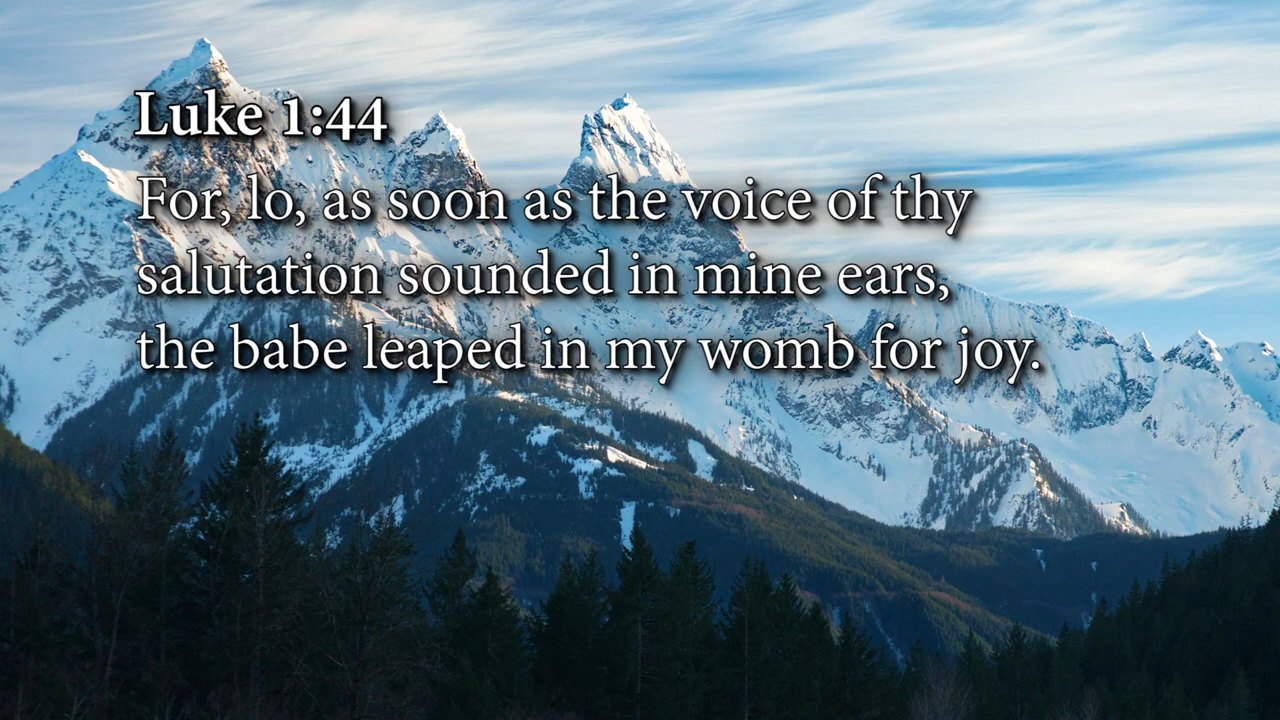 Luke 1:44
For, lo, as soon as the voice of thy
salutation sounded in mine ears,
the babe leaped in my womb for joy.